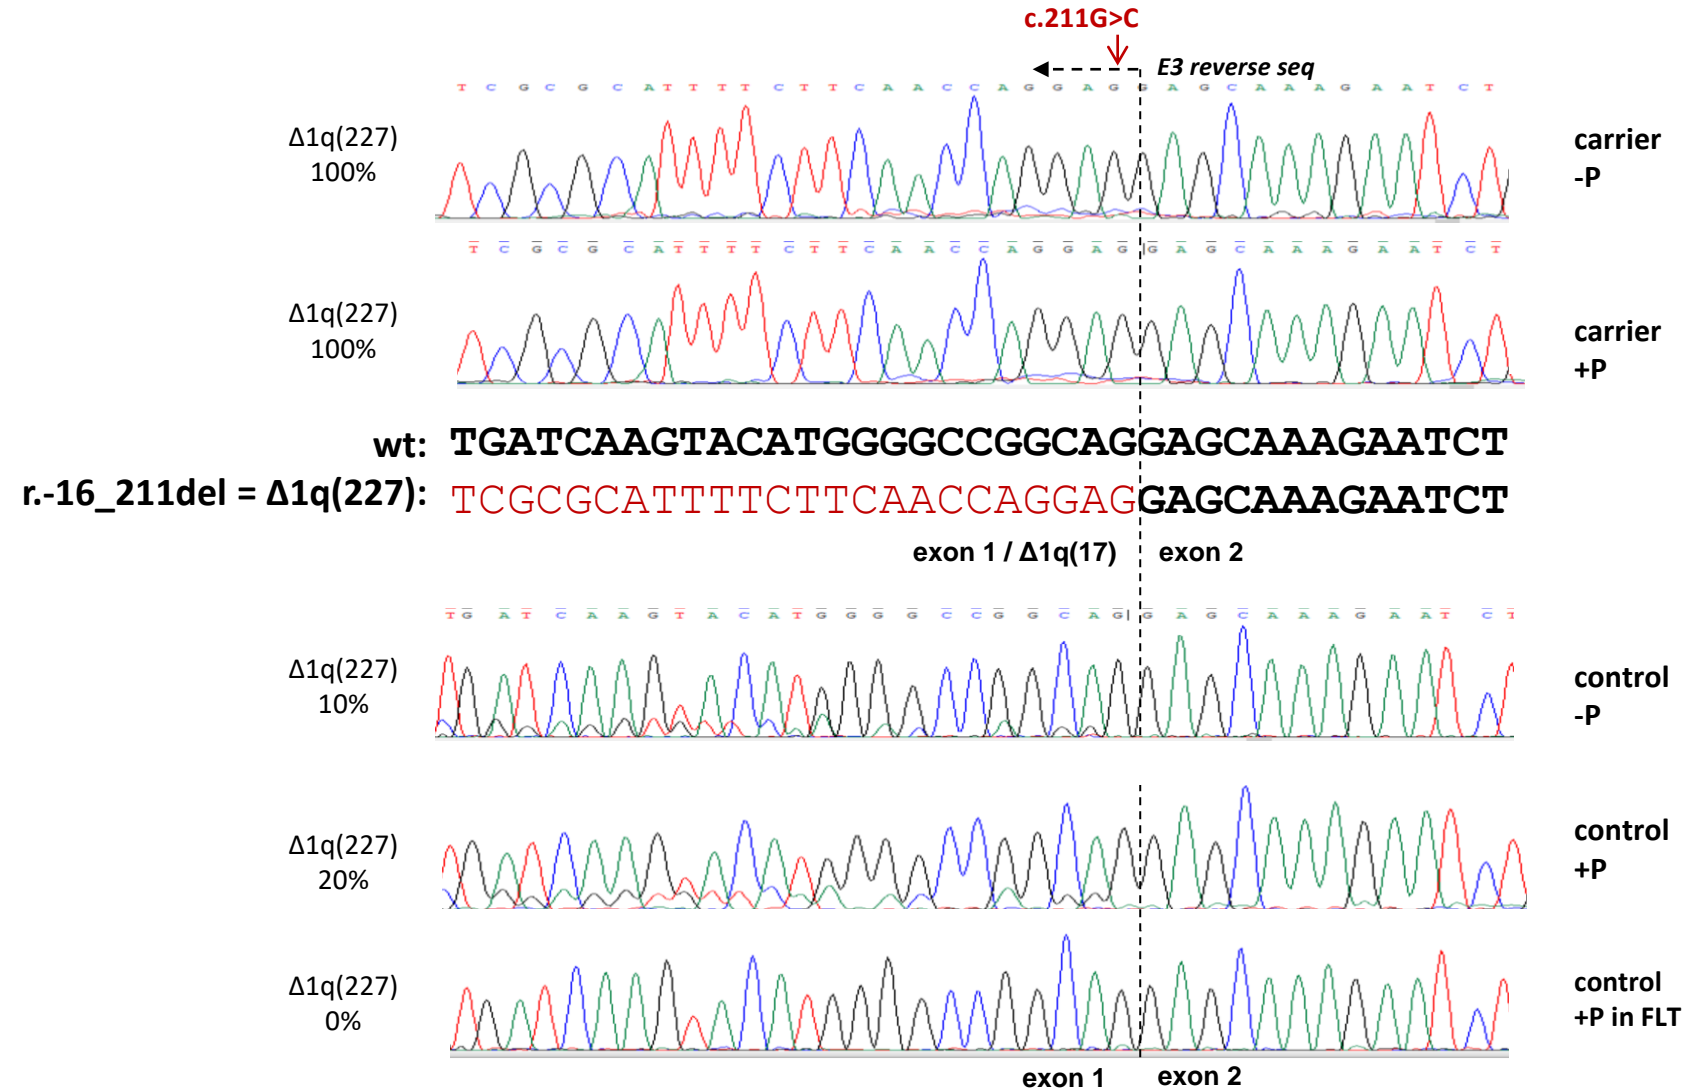 c.211G>C
E3 reverse seq
T C G C G C A T T T T C T T C A A C C A G G A G G A G C A A A G A A T C T
Δ1q(227)
100%
carrier
-P
T C G C G C A T T T T C T T C A A C C A G G A G G A G C A A A G A A T C T
Δ1q(227)
100%
carrier
+P
wt: TGATCAAGTACATGGGGCCGGCAGGAGCAAAGAATCT
r.-16_211del = Δ1q(227): TCGCGCATTTTCTTCAACCAGGAGGAGCAAAGAATCT
exon 1 / Δ1q(17) exon 2
T G A T C A A G T A C A T G G G G C C G G C A G G A G C A A A G A A T C T
Δ1q(227)
10%
control
-P
Δ1q(227)
20%
control
+P
Δ1q(227)
0%
control
+P in FLT
exon 1 exon 2